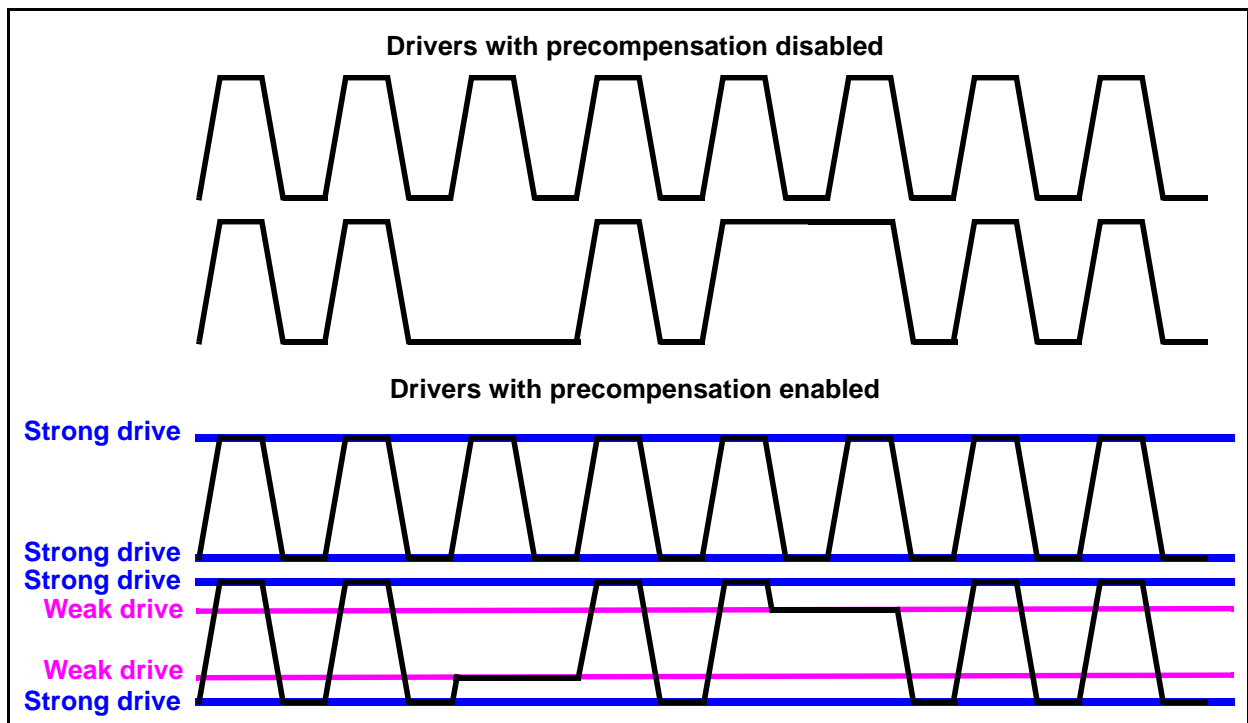 Drivers with precompensation disabled
Drivers with precompensation enabled
Strong drive
Strong drive
Strong drive
Weak drive
Weak drive
Strong drive